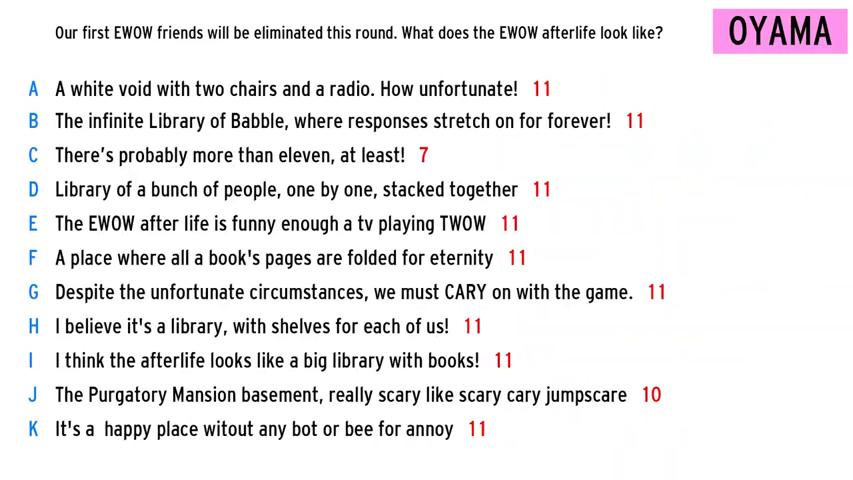 Our first EWOW friends will be eliminated this round. What does the EWOW afterlife look like?
OYAMA
A A white void with two chairs and a radio. How unfortunate! 11
B The infinite Library of Babble, where responses stretch on for forever! 11
C There's probably more than eleven, at least! 7
D Library of a bunch of people, one by one, stacked together 11
E The EWOW after life is funny enough a tv playing TWOW 11
F A place where all a book's pages are folded for eternity 11
G Despite the unfortunate circumstances, we must CARY on with the game. 11
H I believe it's a library, with shelves for each of us! 11
I I think the afterlife looks like a big library with books! 11
J The Purgatory Mansion basement, really scary like scary cary jumpscare 10
K It's a  happy place witout any bot or bee for annoy 11